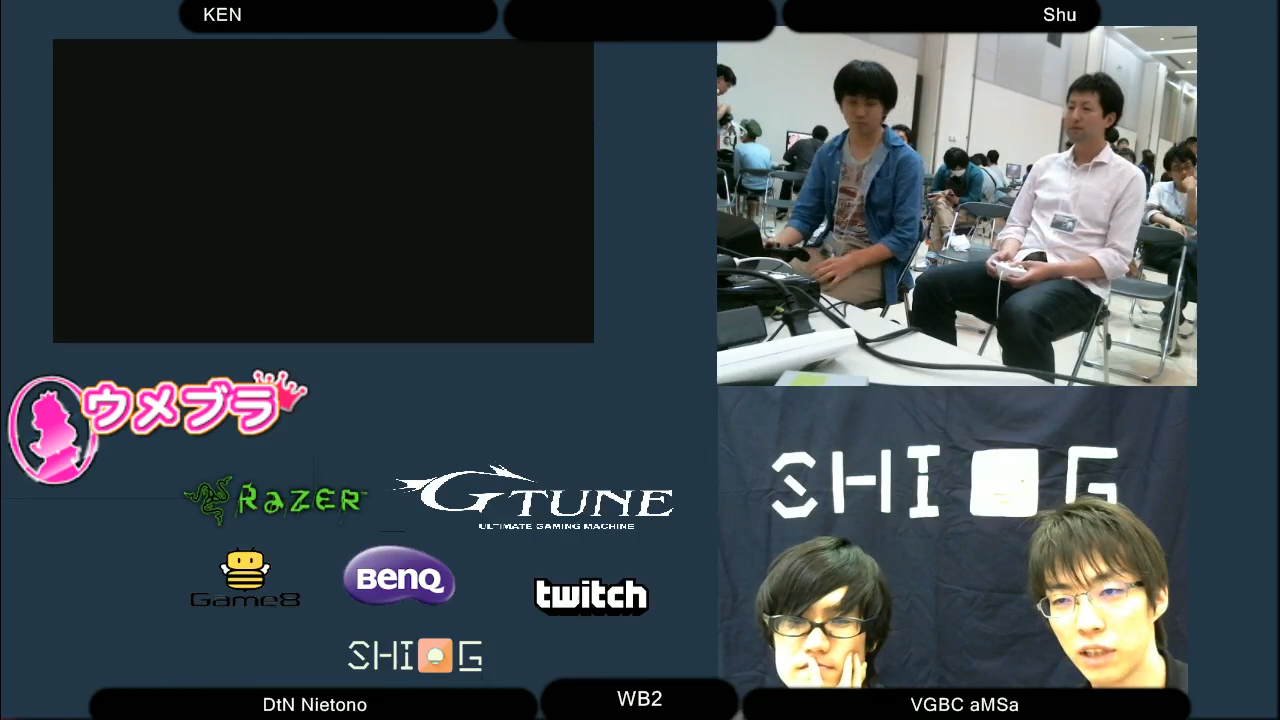 KEN
Shu
ウメブラ
SHI G
RAZER
G TUNE
ULTIMATE GAMING MACHINE
Game8
BenQ
twitch
SHI G
DtN Nietono
WB2
VGBC aMSa